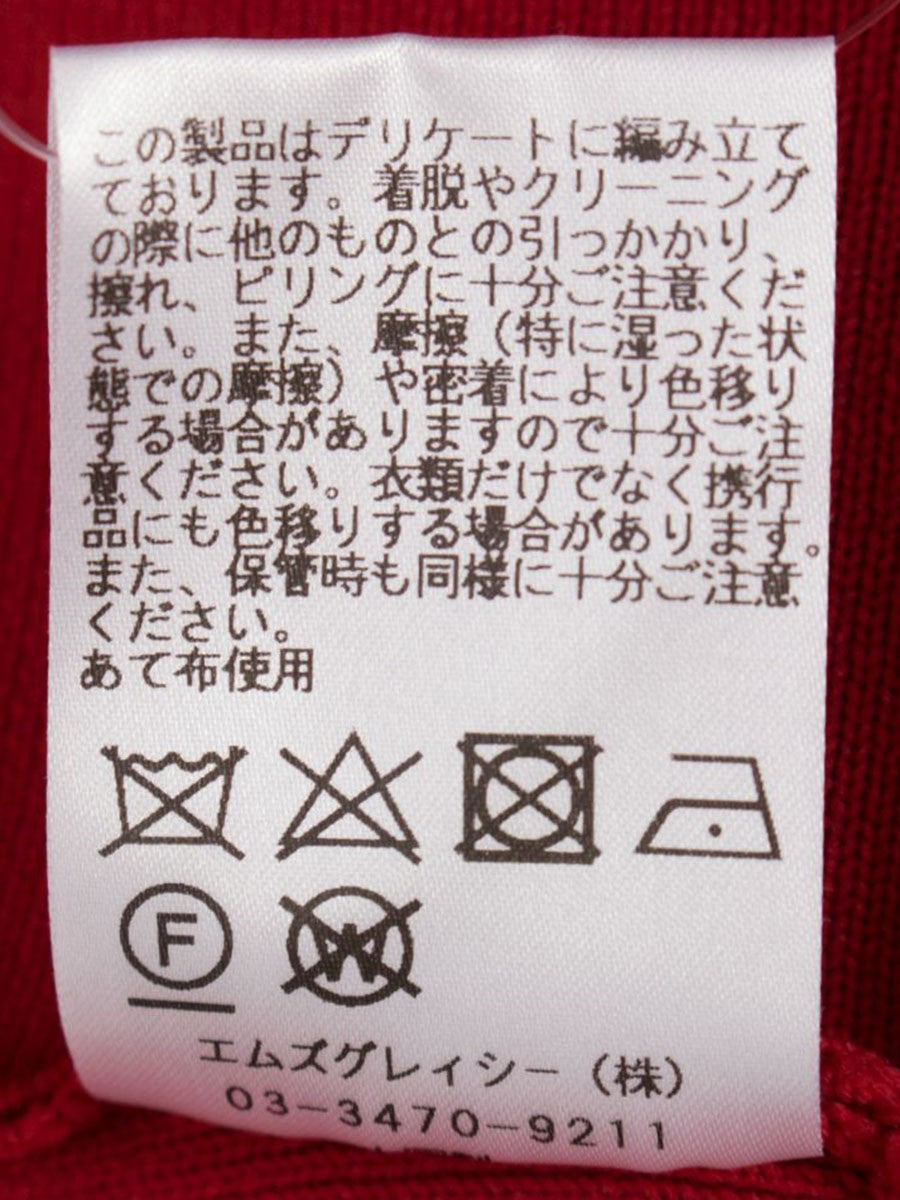 この製品はデリケートに編み立て
ております。着脱やクリーニング
の際に他のものとの引っかかり、
擦れ、ピリングに十分ご注意くだ
さい。また、摩擦（特に湿った状
態での摩擦）や密着により色移り
する場合がありますので十分ご注
意ください。衣類だけでなく携行
品にも色移りする場合があります。
また、保管時も同様に十分ご注意
ください。
あて布使用
F
W
エムズグレイシー（株）
03-3470-9211